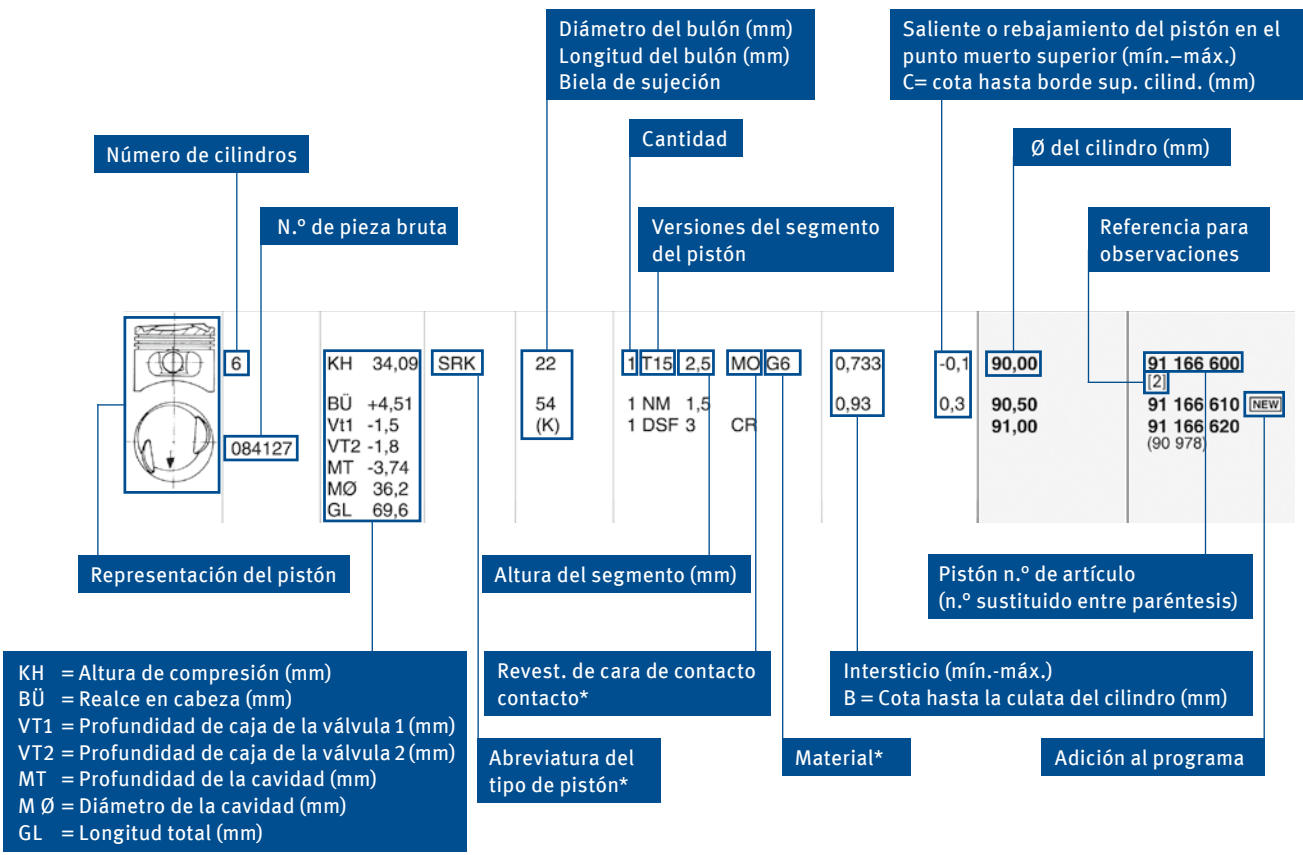 Diámetro del bulón (mm)
Longitud del bulón (mm)
Biela de sujeción
Saliente o rebajamiento del pistón en el
punto muerto superior (mín.–máx.)
C= cota hasta borde sup. cilind. (mm)
Número de cilindros
Cantidad
Ø del cilindro (mm)
N.º de pieza bruta
Versiones del segmento
del pistón
Referencia para
observaciones
6
084127
KH 34,09
BÜ +4,51
Vt1 -1,5
VT2 -1,8
MT -3,74
MØ 36,2
GL 69,6
SRK
22
54
(K)
1 T15 2,5 MO G6
1 NM 1,5
1 DSF 3 CR
0,733
0,93
-0,1
0,3
90,00
90,50
91,00
91 166 600
[2]
91 166 610 NEW
91 166 620
(90 978)
Representación del pistón
Altura del segmento (mm)
Pistón n.º de artículo
(n.º sustituido entre paréntesis)
KH = Altura de compresión (mm)
BÜ = Realce en cabeza (mm)
VT1 = Profundidad de caja de la válvula 1 (mm)
VT2 = Profundidad de caja de la válvula 2 (mm)
MT = Profundidad de la cavidad (mm)
M Ø = Diámetro de la cavidad (mm)
GL = Longitud total (mm)
Revest. de cara de contacto
contacto*
Intersticio (mín.-máx.)
B = Cota hasta la culata del cilindro (mm)
Abreviatura del
tipo de pistón*
Material*
Adición al programa